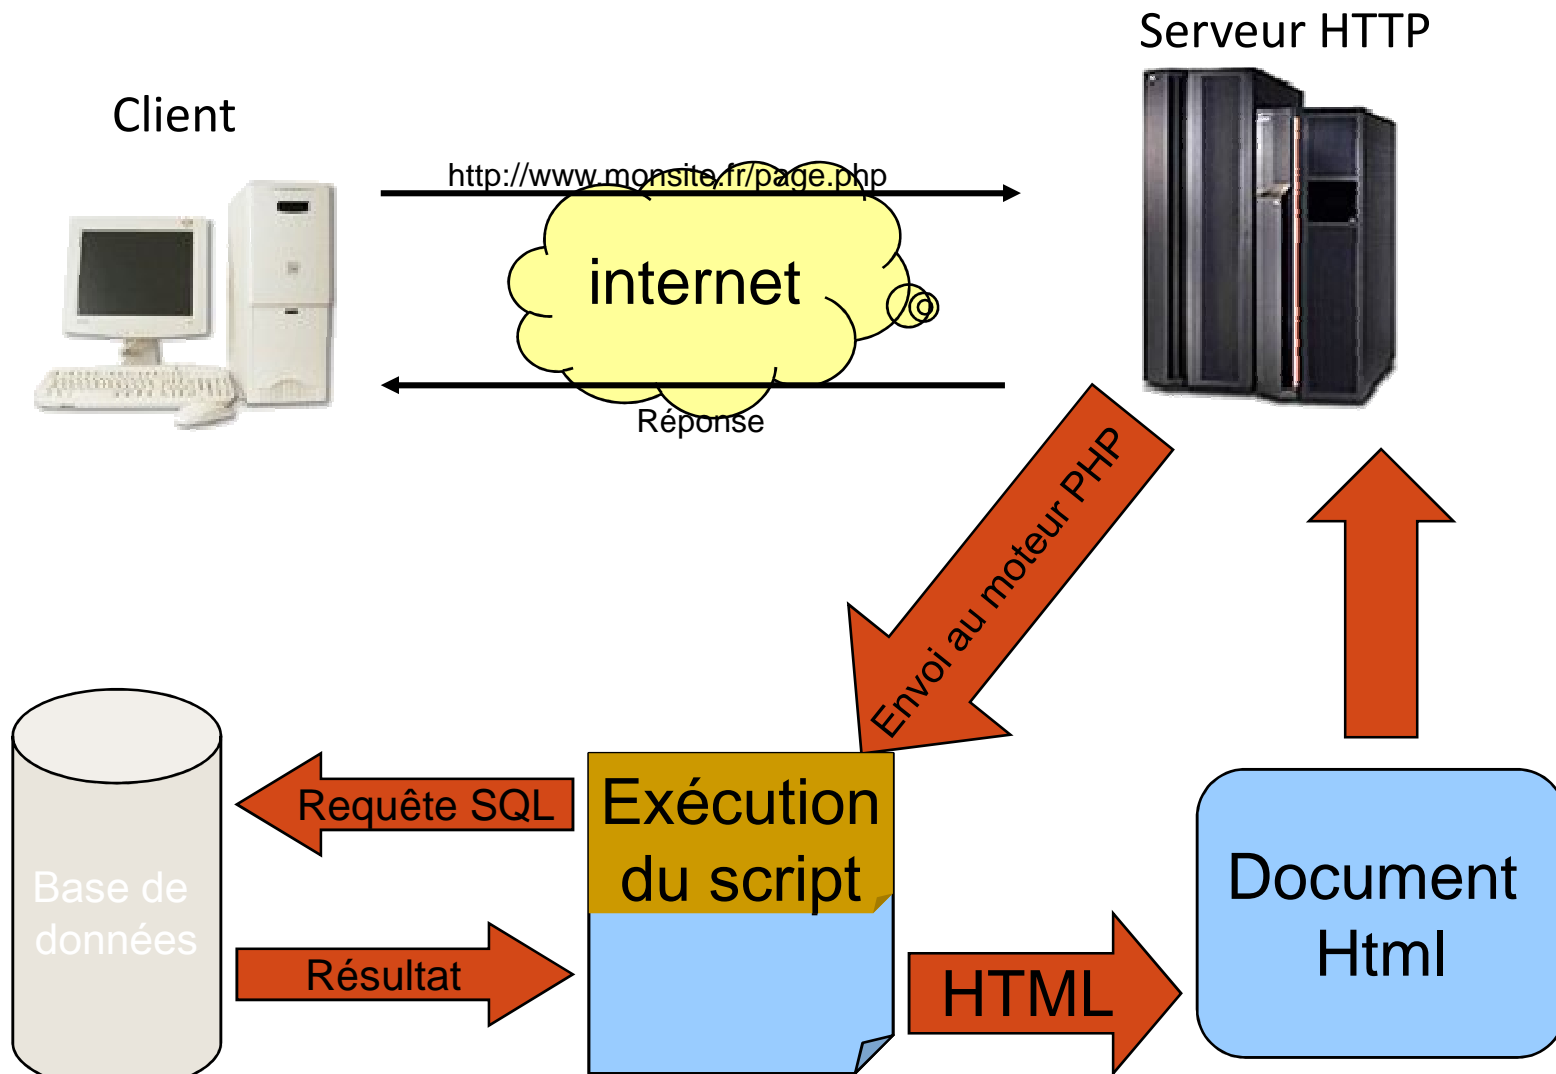 Serveur HTTP
Client
http://www.monsite.fr/page.php
internet
Réponse
Envoi au moteur PHP
Requête SQL
Exécution
du script
Base de
données
Résultat
HTML
Document
Html